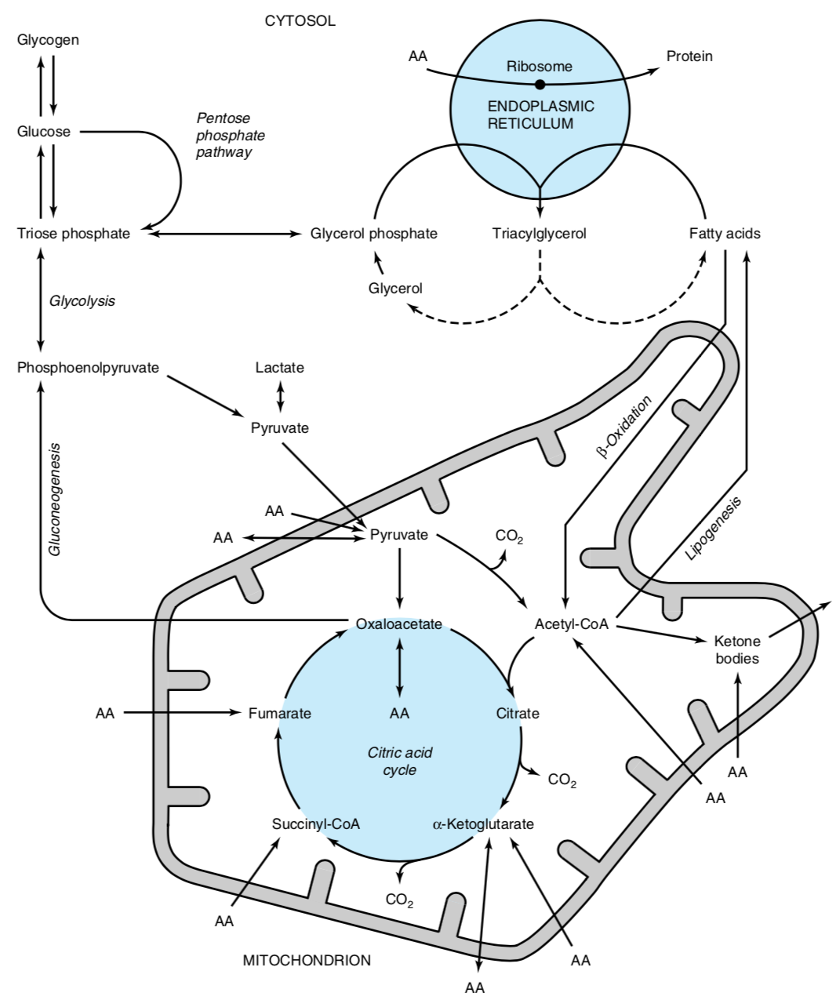 CYTOSOL
Glycogen
AA
Ribosome
Protein
ENDOPLASMIC
RETICULUM
Glucose
Pentose
phosphate
pathway
Triose phosphate
Glycerol phosphate
Triacylglycerol
Fatty acids
Glycerol
Glycolysis
Phosphoenolpyruvate
Lactate
Pyruvate
β-Oxidation
Gluconeogenesis
AA
AA
Pyruvate
CO₂
Lipogenesis
Oxaloacetate
Acetyl-CoA
Ketone
bodies
AA
Fumarate
AA
Citrate
Citric acid
cycle
CO₂
AA
AA
Succinyl-CoA
α-Ketoglutarate
CO₂
AA
MITOCHONDRION
AA
AA